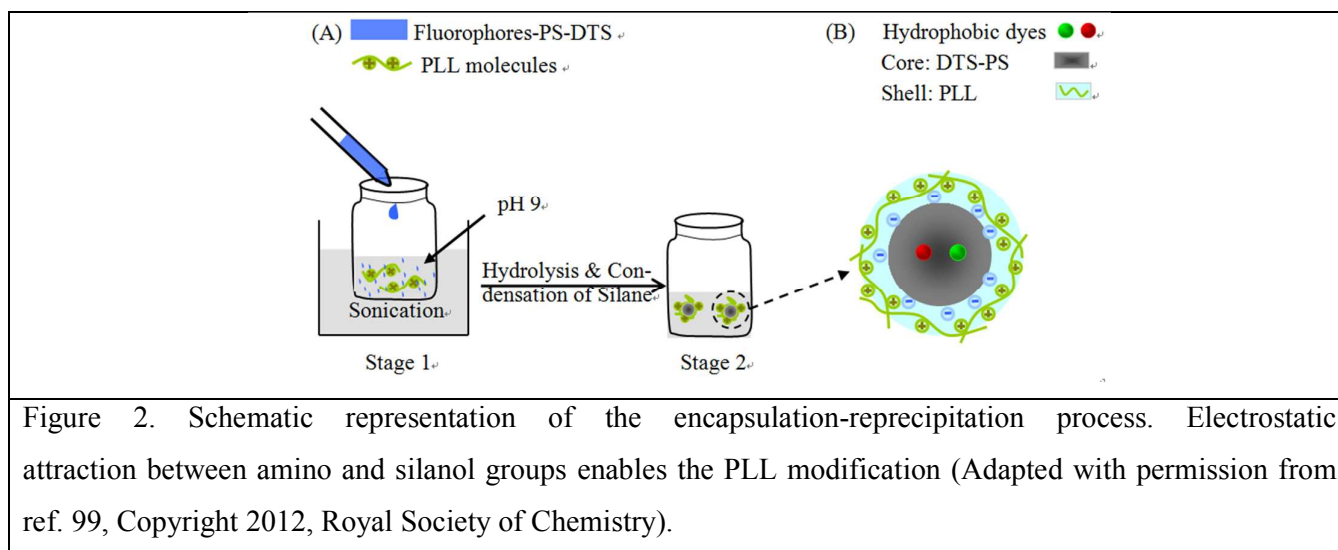 (A) Fluorophores-PS-DTS
PLL molecules
pH 9
Sonication
Stage 1
Hydrolysis & Con-
densation of Silane
Stage 2
(B) Hydrophobic dyes
Core: DTS-PS
Shell: PLL
Figure 2. Schematic representation of the encapsulation-reprecipitation process. Electrostatic
attraction between amino and silanol groups enables the PLL modification (Adapted with permission from
ref. 99, Copyright 2012, Royal Society of Chemistry).